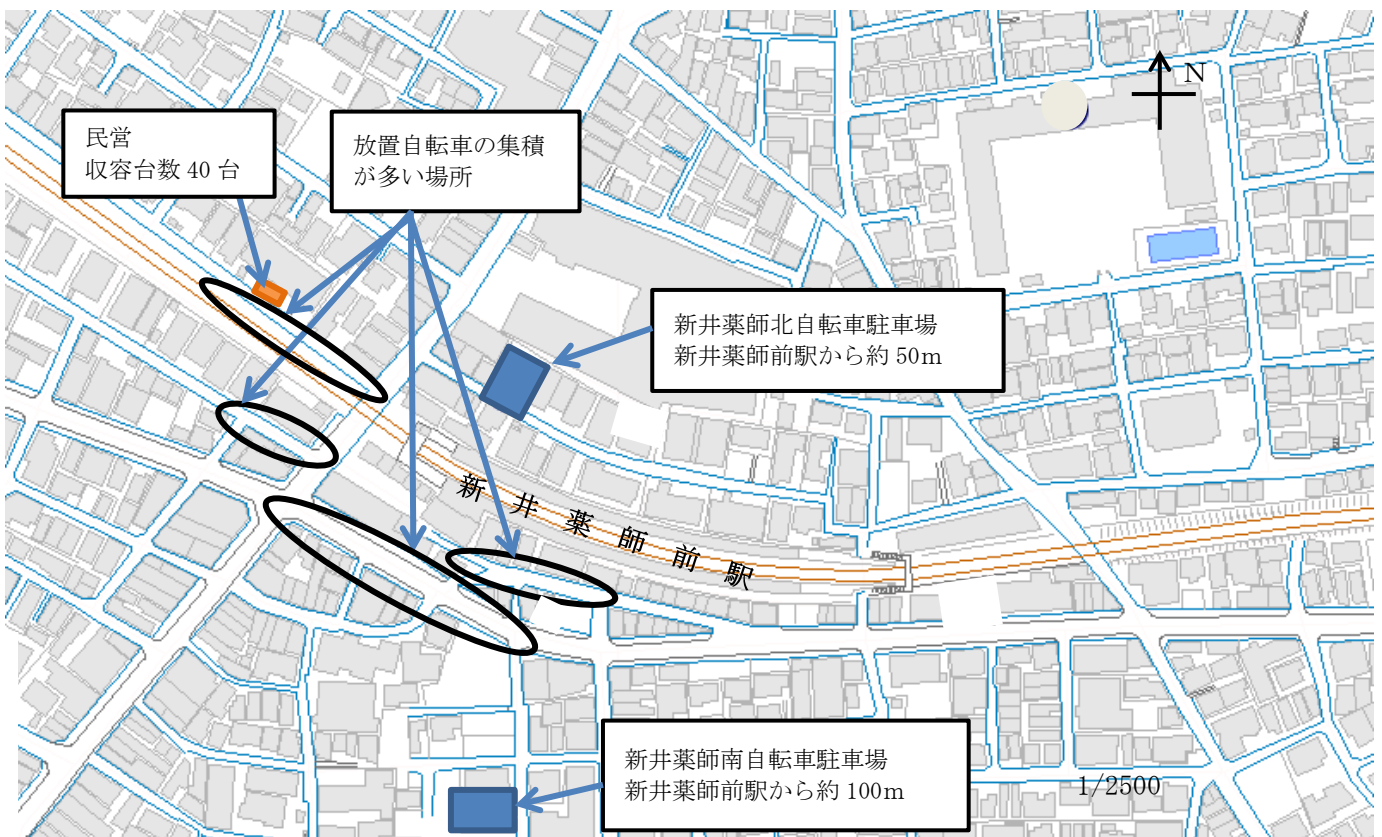 民営
収容台数 40 台
放置自転車の集積
が多い場所
N
新井薬師北自転車駐車場
新井薬師前駅から約 50m
新井薬師前駅
新井薬師南自転車駐車場
新井薬師前駅から約 100m
1/2500